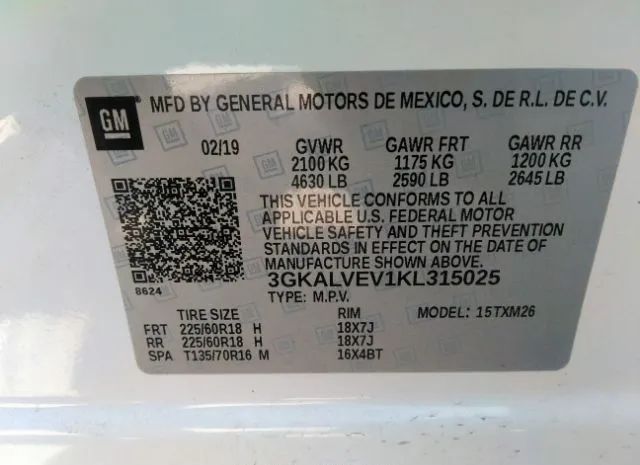 GM MFD BY GENERAL MOTORS DE MEXICO, S. DE R.L. DE C.V.
02/19 GVWR GAWR FRT GAWR RR
2100 KG 1175 KG 1200 KG
4630 LB 2590 LB 2645 LB
THIS VEHICLE CONFORMS TO ALL
APPLICABLE U.S. FEDERAL MOTOR
VEHICLE SAFETY AND THEFT PREVENTION
STANDARDS IN EFFECT ON THE DATE OF
MANUFACTURE SHOWN ABOVE.
8624 3GKALVEV1KL315025
TYPE: M.P.V.
TIRE SIZE RIM MODEL: 15TXM26
FRT 225/60R18 H 18X7J
RR 225/60R18 H 18X7J
SPA T135/70R16 M 16X4BT